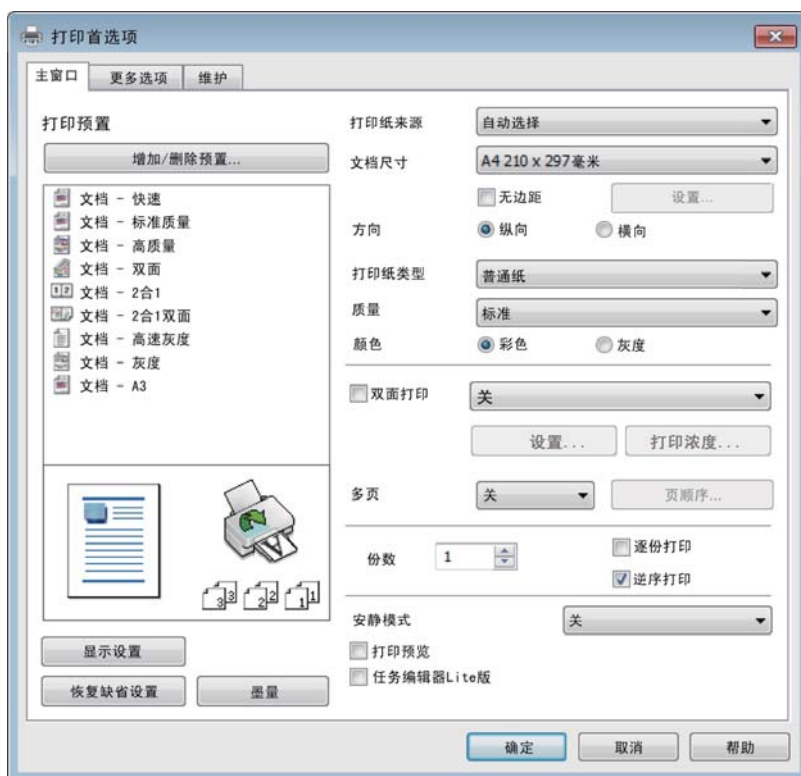 打印首选项
主窗口
更多选项
维护
打印预置
增加/删除预置...
文档 - 快速
文档 - 标准质量
文档 - 高质量
文档 - 双面
文档 - 2合1
文档 - 2合1双面
文档 - 高速灰度
文档 - 灰度
文档 - A3
3 3 2 2 1 1
显示设置
恢复缺省设置
墨量
打印纸来源 自动选择
文档尺寸 A4 210 x 297毫米
无边距 设置...
方向 纵向 横向
打印纸类型 普通纸
质量 标准
颜色 彩色 灰度
双面打印 关
设置... 打印浓度...
多页 关 页顺序...
份数 1 逐份打印
逆序打印
安静模式 关
打印预览
任务编辑器Lite版
确定 取消 帮助